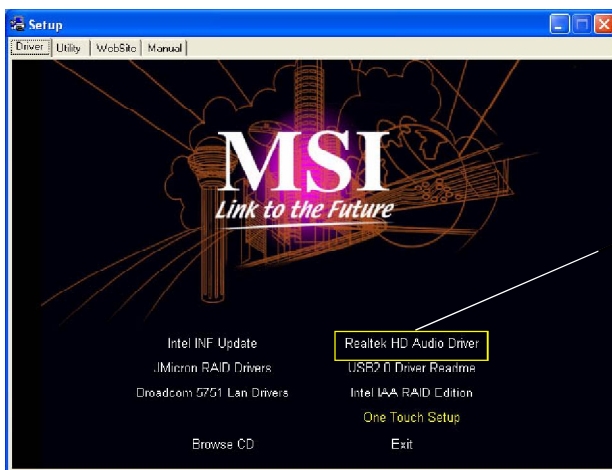 Setup
Driver Utility WebSite Manual
MSI
Link to the Future
Intel INF Update
Realtek HD Audio Driver
JMicron RAID Drivers
USB2.0 Driver Readme
Broadcom 5751 Lan Drivers
Intel IAA RAID Edition
One Touch Setup
Browse CD
Exit